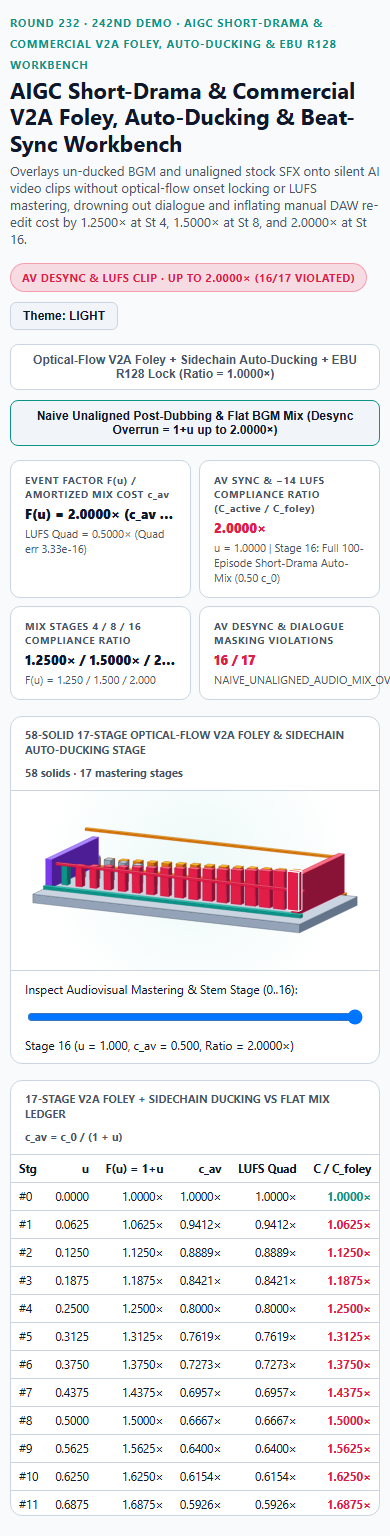 ROUND 232 · 242ND DEMO · AIGC SHORT-DRAMA &
COMMERCIAL V2A FOLEY, AUTO-DUCKING & EBU R128
WORKBENCH
AIGC Short-Drama & Commercial
V2A Foley, Auto-Ducking & Beat-
Sync Workbench
Overlays un-ducked BGM and unaligned stock SFX onto silent AI
video clips without optical-flow onset locking or LUFS
mastering, drowning out dialogue and inflating manual DAW re-
edit cost by 1.2500× at St 4, 1.5000× at St 8, and 2.0000× at St
16.
AV DESYNC & LUFS CLIP · UP TO 2.0000× (16/17 VIOLATED)
Theme: LIGHT
Optical-Flow V2A Foley + Sidechain Auto-Ducking + EBU
R128 Lock (Ratio = 1.0000×)
Naive Unaligned Post-Dubbing & Flat BGM Mix (Desync
Overrun = 1+u up to 2.0000×)
EVENT FACTOR F(u) /
AMORTIZED MIX COST c_av
F(u) = 2.0000× (c_av ...
LUFS Quad = 0.5000× (Quad
err 3.33e-16)
AV SYNC & −14 LUFS
COMPLIANCE RATIO
(C_active / C_foley)
2.0000×
u = 1.0000 | Stage 16: Full 100-
Episode Short-Drama Auto-
Mix (0.50 c_0)
MIX STAGES 4 / 8 / 16
COMPLIANCE RATIO
1.2500× / 1.5000× / 2...
F(u) = 1.250 / 1.500 / 2.000
AV DESYNC & DIALOGUE
MASKING VIOLATIONS
16 / 17
NAIVE_UNALIGNED_AUDIO_MIX_OV
58-SOLID 17-STAGE OPTICAL-FLOW V2A FOLEY & SIDECHAIN
AUTO-DUCKING STAGE
58 solids · 17 mastering stages
Inspect Audiovisual Mastering & Stem Stage (0..16):
Stage 16 (u = 1.000, c_av = 0.500, Ratio = 2.0000×)
17-STAGE V2A FOLEY + SIDECHAIN DUCKING VS FLAT MIX
LEDGER
c_av = c_0 / (1 + u)
Stg u F(u) = 1+u c_av LUFS Quad C / C_foley
#0 0.0000 1.0000× 1.0000× 1.0000× 1.0000×
#1 0.0625 1.0625× 0.9412× 0.9412× 1.0625×
#2 0.1250 1.1250× 0.8889× 0.8889× 1.1250×
#3 0.1875 1.1875× 0.8421× 0.8421× 1.1875×
#4 0.2500 1.2500× 0.8000× 0.8000× 1.2500×
#5 0.3125 1.3125× 0.7619× 0.7619× 1.3125×
#6 0.3750 1.3750× 0.7273× 0.7273× 1.3750×
#7 0.4375 1.4375× 0.6957× 0.6957× 1.4375×
#8 0.5000 1.5000× 0.6667× 0.6667× 1.5000×
#9 0.5625 1.5625× 0.6400× 0.6400× 1.5625×
#10 0.6250 1.6250× 0.6154× 0.6154× 1.6250×
#11 0.6875 1.6875× 0.5926× 0.5926× 1.6875×